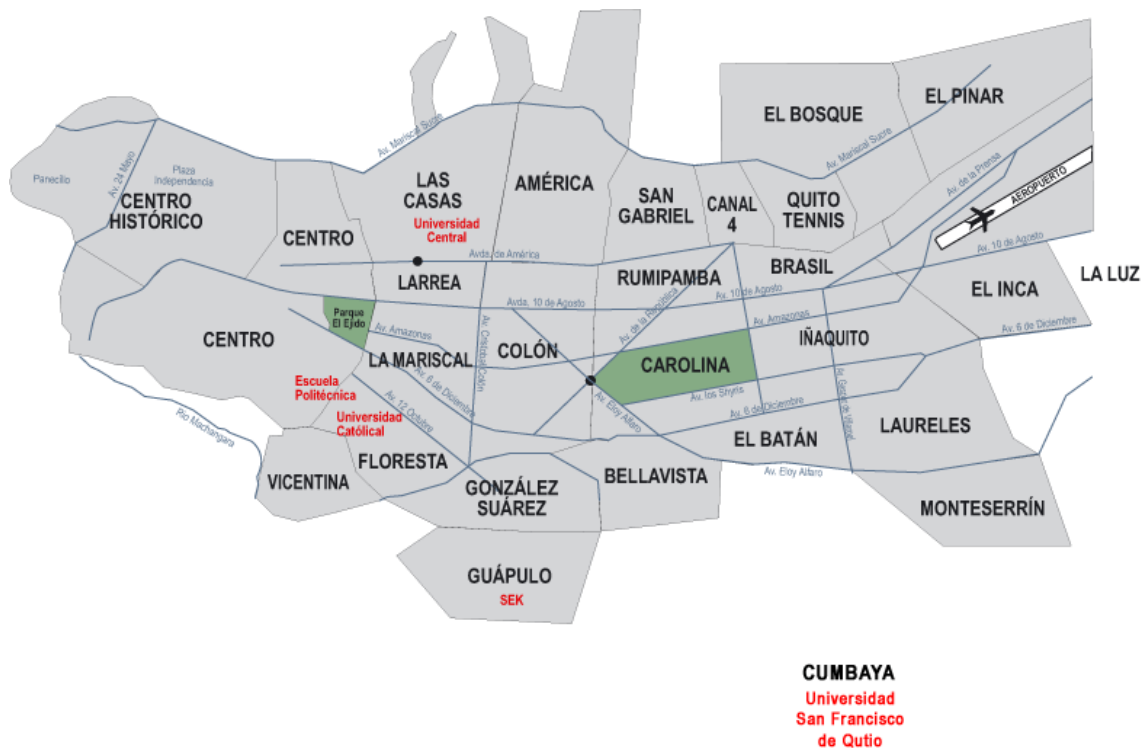 EL PINAR
EL BOSQUE
Av. Mariscal Sucre
Av. Mariscal Sucre
Av. de la Prensa
AEROPUERTO
Panecillo
Av. 24 Mayo
Plaza
Independencia
CENTRO
HISTÓRICO
LAS
CASAS
Universidad
Central
AMÉRICA
SAN
GABRIEL
CANAL
4
QUITO
TENNIS
CENTRO
Avda. de América
LARREA
RUMIPAMBA
BRASIL
Av. 10 de Agosto
LA LUZ
EL INCA
Avda. 10 de Agosto
Av. 10 de Agosto
Av. de la República
Parque
El Ejido
Av. Amazonas
Av. Amazonas
Av. 6 de Diciembre
CENTRO
LA MARISCAL
Av. Cristobal Colón
COLÓN
CAROLINA
IÑAQUITO
Escuela
Politécnica
Av. 6 de Diciembre
Av. los Shyris
Av. 12 Octubre
Universidad
Catôlical
Av. Eloy Alfaro
Av. 6 de Diciembre
Av. Gaspar de Villarroel
Rio Machangara
EL BATÁN
LAURELES
FLORESTA
VICENTINA
GONZÁLEZ
SUÁREZ
BELLAVISTA
Av. Eloy Alfaro
MONTESERRÍN
GUÁPULO
SEK
CUMBAYA
Universidad
San Francisco
de Qutio